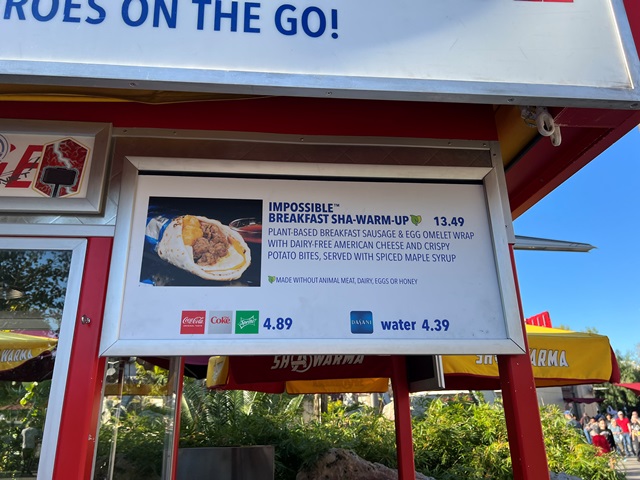 ROES ON THE GO!
IMPOSSIBLE™
BREAKFAST SHA-WARM-UP 13.49
PLANT-BASED BREAKFAST SAUSAGE & EGG OMELET WRAP
WITH DAIRY-FREE AMERICAN CHEESE AND CRISPY
POTATO BITES, SERVED WITH SPICED MAPLE SYRUP
MADE WITHOUT ANIMAL MEAT, DAIRY, EGGS OR HONEY
Coca-Cola Coke Sprite 4.89 DASANI water 4.39
WARMA SHAWARMA SH ARMA